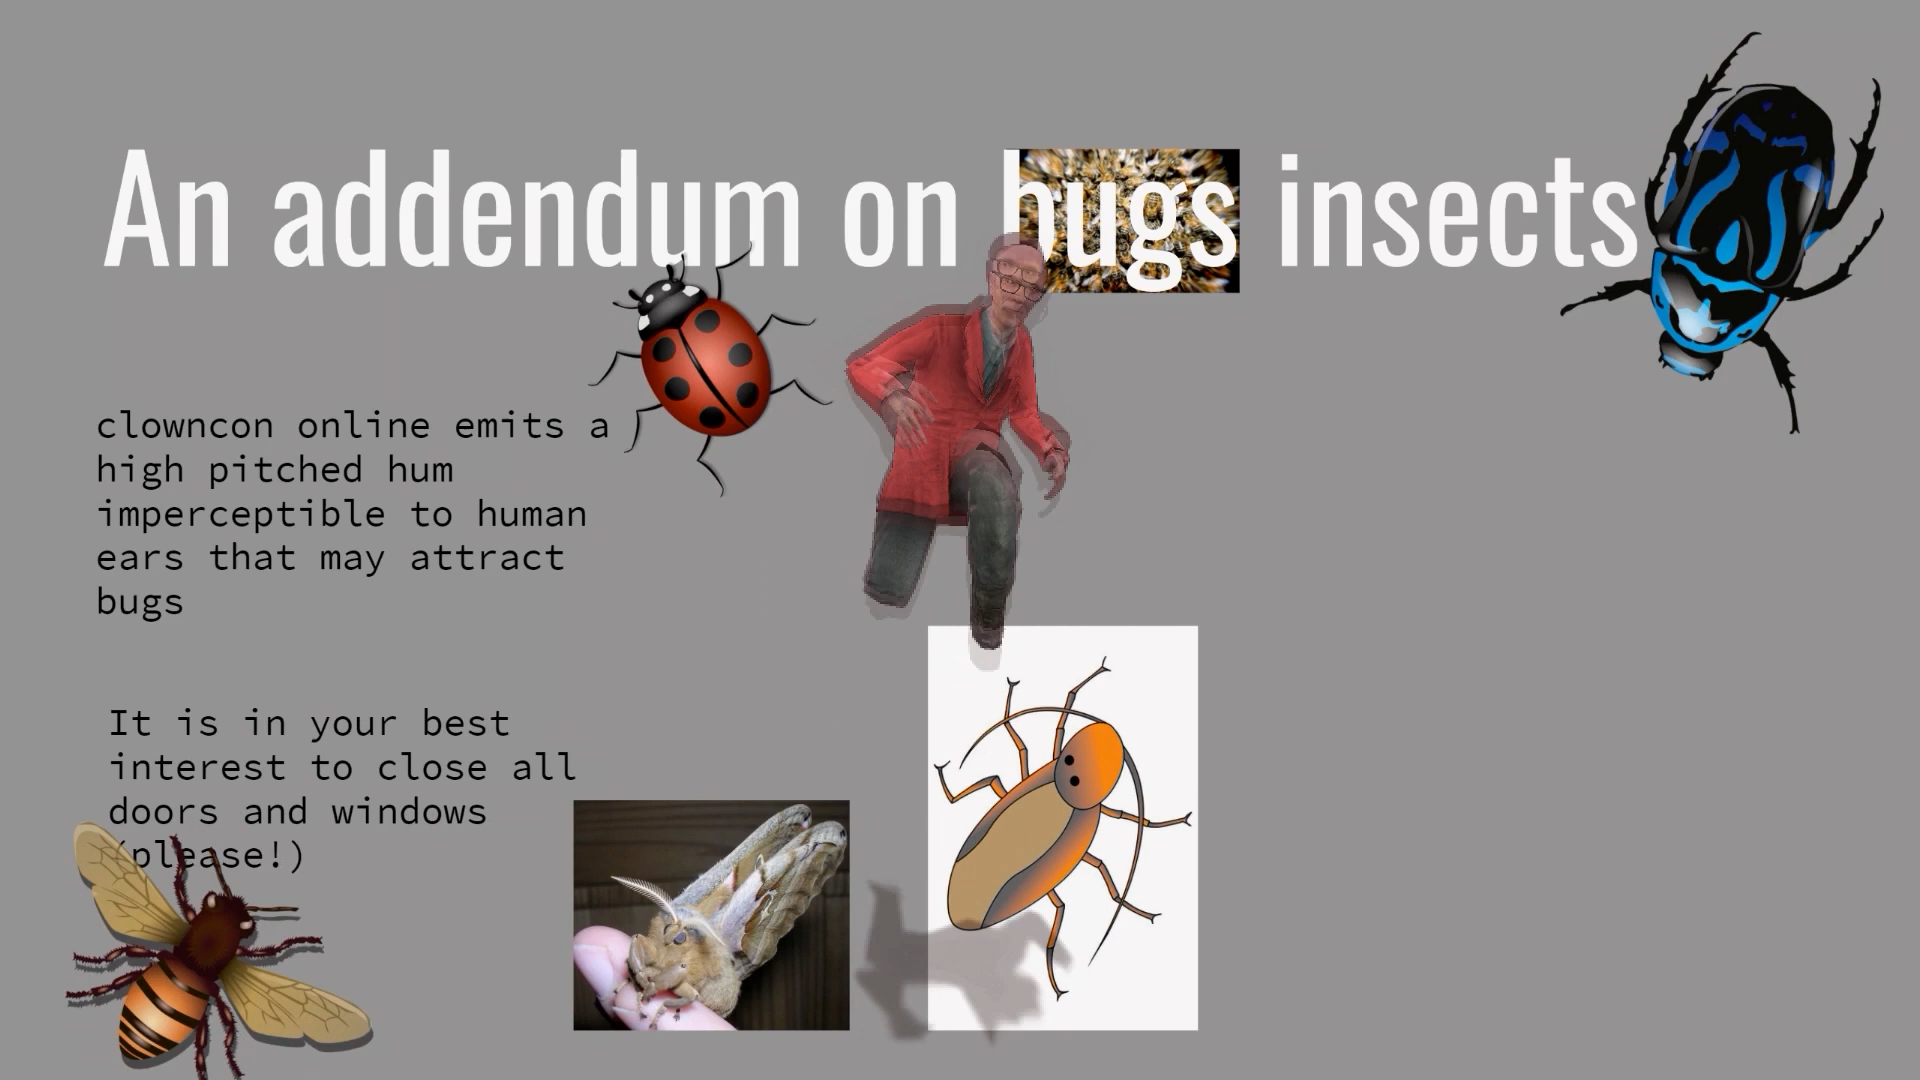 An addendum on bugs insects
clowncon online emits a
high pitched hum
imperceptible to human
ears that may attract
bugs
It is in your best
interest to close all
doors and windows
(please!)